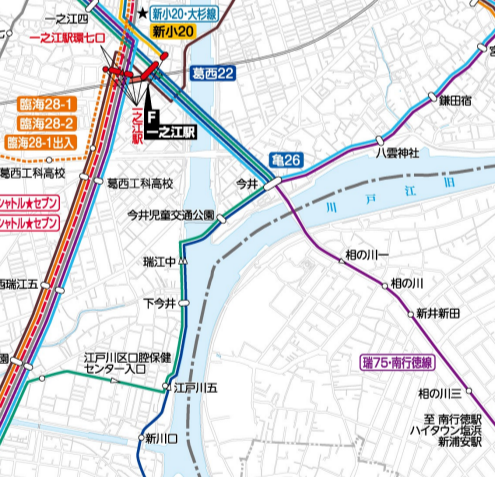 一之江四
★
新小20・大杉線
新小20
一之江駅環七口
葛西22
一之江駅
F
一之江駅
臨海28-1
臨海28-2
臨海28-1出入
鎌田宿
八雲神社
亀26
葛西工科高校
葛西工科高校
今井
旧江戸川
シャトル★セブン
シャトル★セブン
今井児童交通公園
瑞江中
相の川一
相の川
西瑞江五
下今井
新井新田
江戸川区口腔保健
センター入口
瑞75・南行徳線
江戸川五
相の川三
新川口
至 南行徳駅
ハイタウン塩浜
新浦安駅